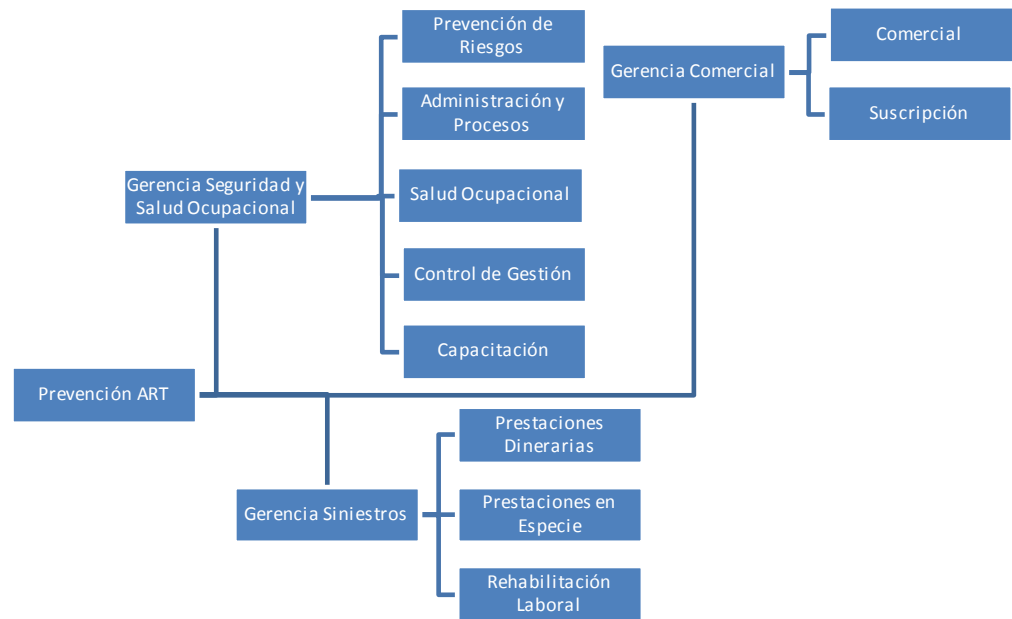 Prevención de
Riesgos
Administración y
Procesos
Gerencia Seguridad y
Salud Ocupacional
Salud Ocupacional
Control de Gestión
Capacitación
Gerencia Comercial
Comercial
Suscripción
Prevención ART
Gerencia Siniestros
Prestaciones
Dinerarias
Prestaciones en
Especie
Rehabilitación
Laboral